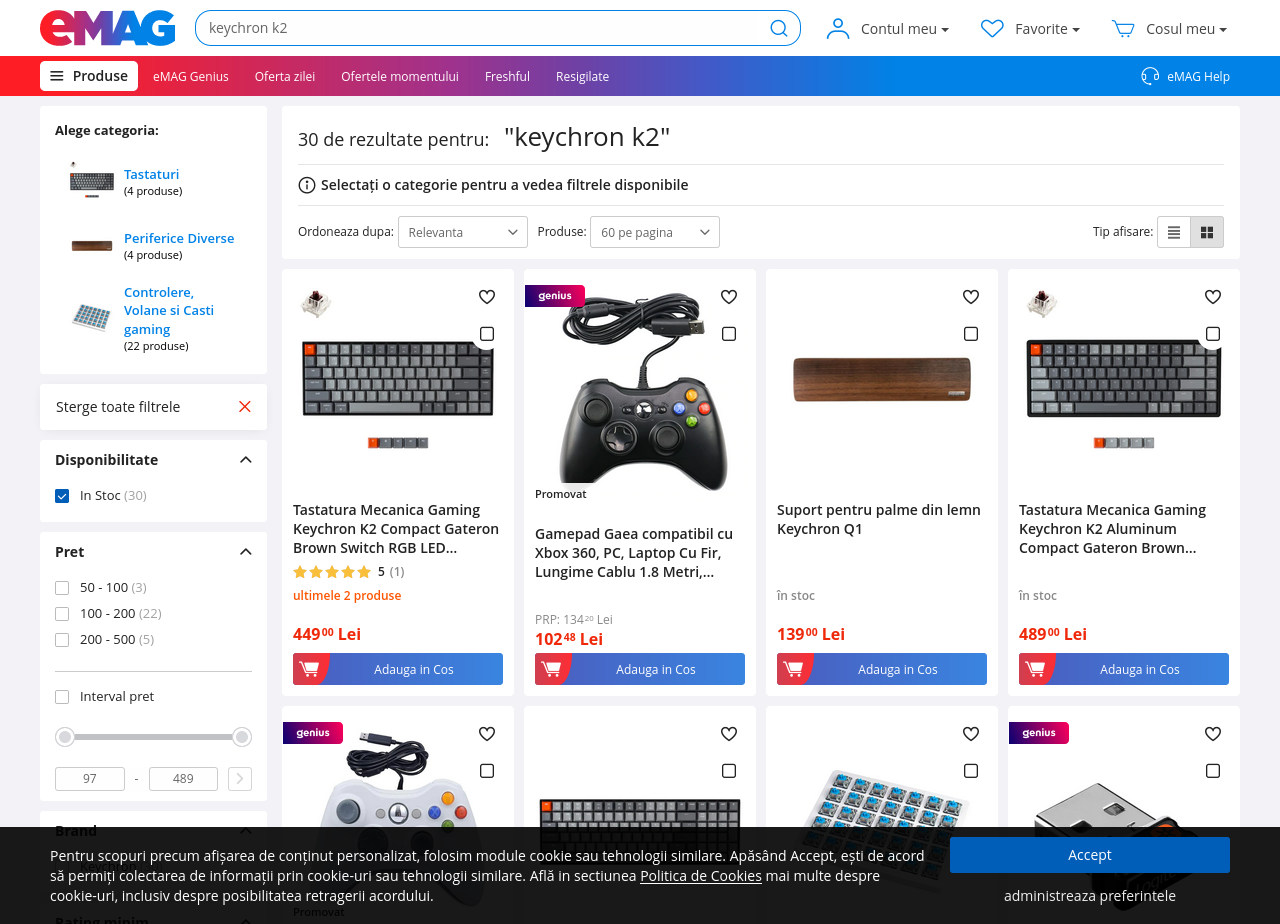 eMAG
keychron k2
Contul meu
Favorite
Cosul meu
Produse
eMAG Genius
Oferta zilei
Ofertele momentului
Freshful
Resigilate
eMAG Help
Alege categoria:
Tastaturi
(4 produse)
Periferice Diverse
(4 produse)
Controlere,
Volane si Casti
gaming
(22 produse)
Sterge toate filtrele
Disponibilitate
In Stoc (30)
Pret
50 - 100 (3)
100 - 200 (22)
200 - 500 (5)
Interval pret
97 - 489
Brand
Rating minim
30 de rezultate pentru: "keychron k2"
Selectați o categorie pentru a vedea filtrele disponibile
Ordoneaza dupa: Relevanta
Produse: 60 pe pagina
Tip afisare:
Tastatura Mecanica Gaming
Keychron K2 Compact Gateron
Brown Switch RGB LED...
5 (1)
ultimele 2 produse
449 00 Lei
Adauga in Cos
genius
Promovat
Gamepad Gaea compatibil cu
Xbox 360, PC, Laptop Cu Fir,
Lungime Cablu 1.8 Metri,...
PRP: 134 20 Lei
102 48 Lei
Adauga in Cos
Suport pentru palme din lemn
Keychron Q1
în stoc
139 00 Lei
Adauga in Cos
Tastatura Mecanica Gaming
Keychron K2 Aluminum
Compact Gateron Brown...
în stoc
489 00 Lei
Adauga in Cos
genius
Promovat
genius
Pentru scopuri precum afișarea de conținut personalizat, folosim module cookie sau tehnologii similare. Apăsând Accept, ești de acord
să permiți colectarea de informații prin cookie-uri sau tehnologii similare. Află in sectiunea Politica de Cookies mai multe despre
cookie-uri, inclusiv despre posibilitatea retragerii acordului.
Accept
administreaza preferintele